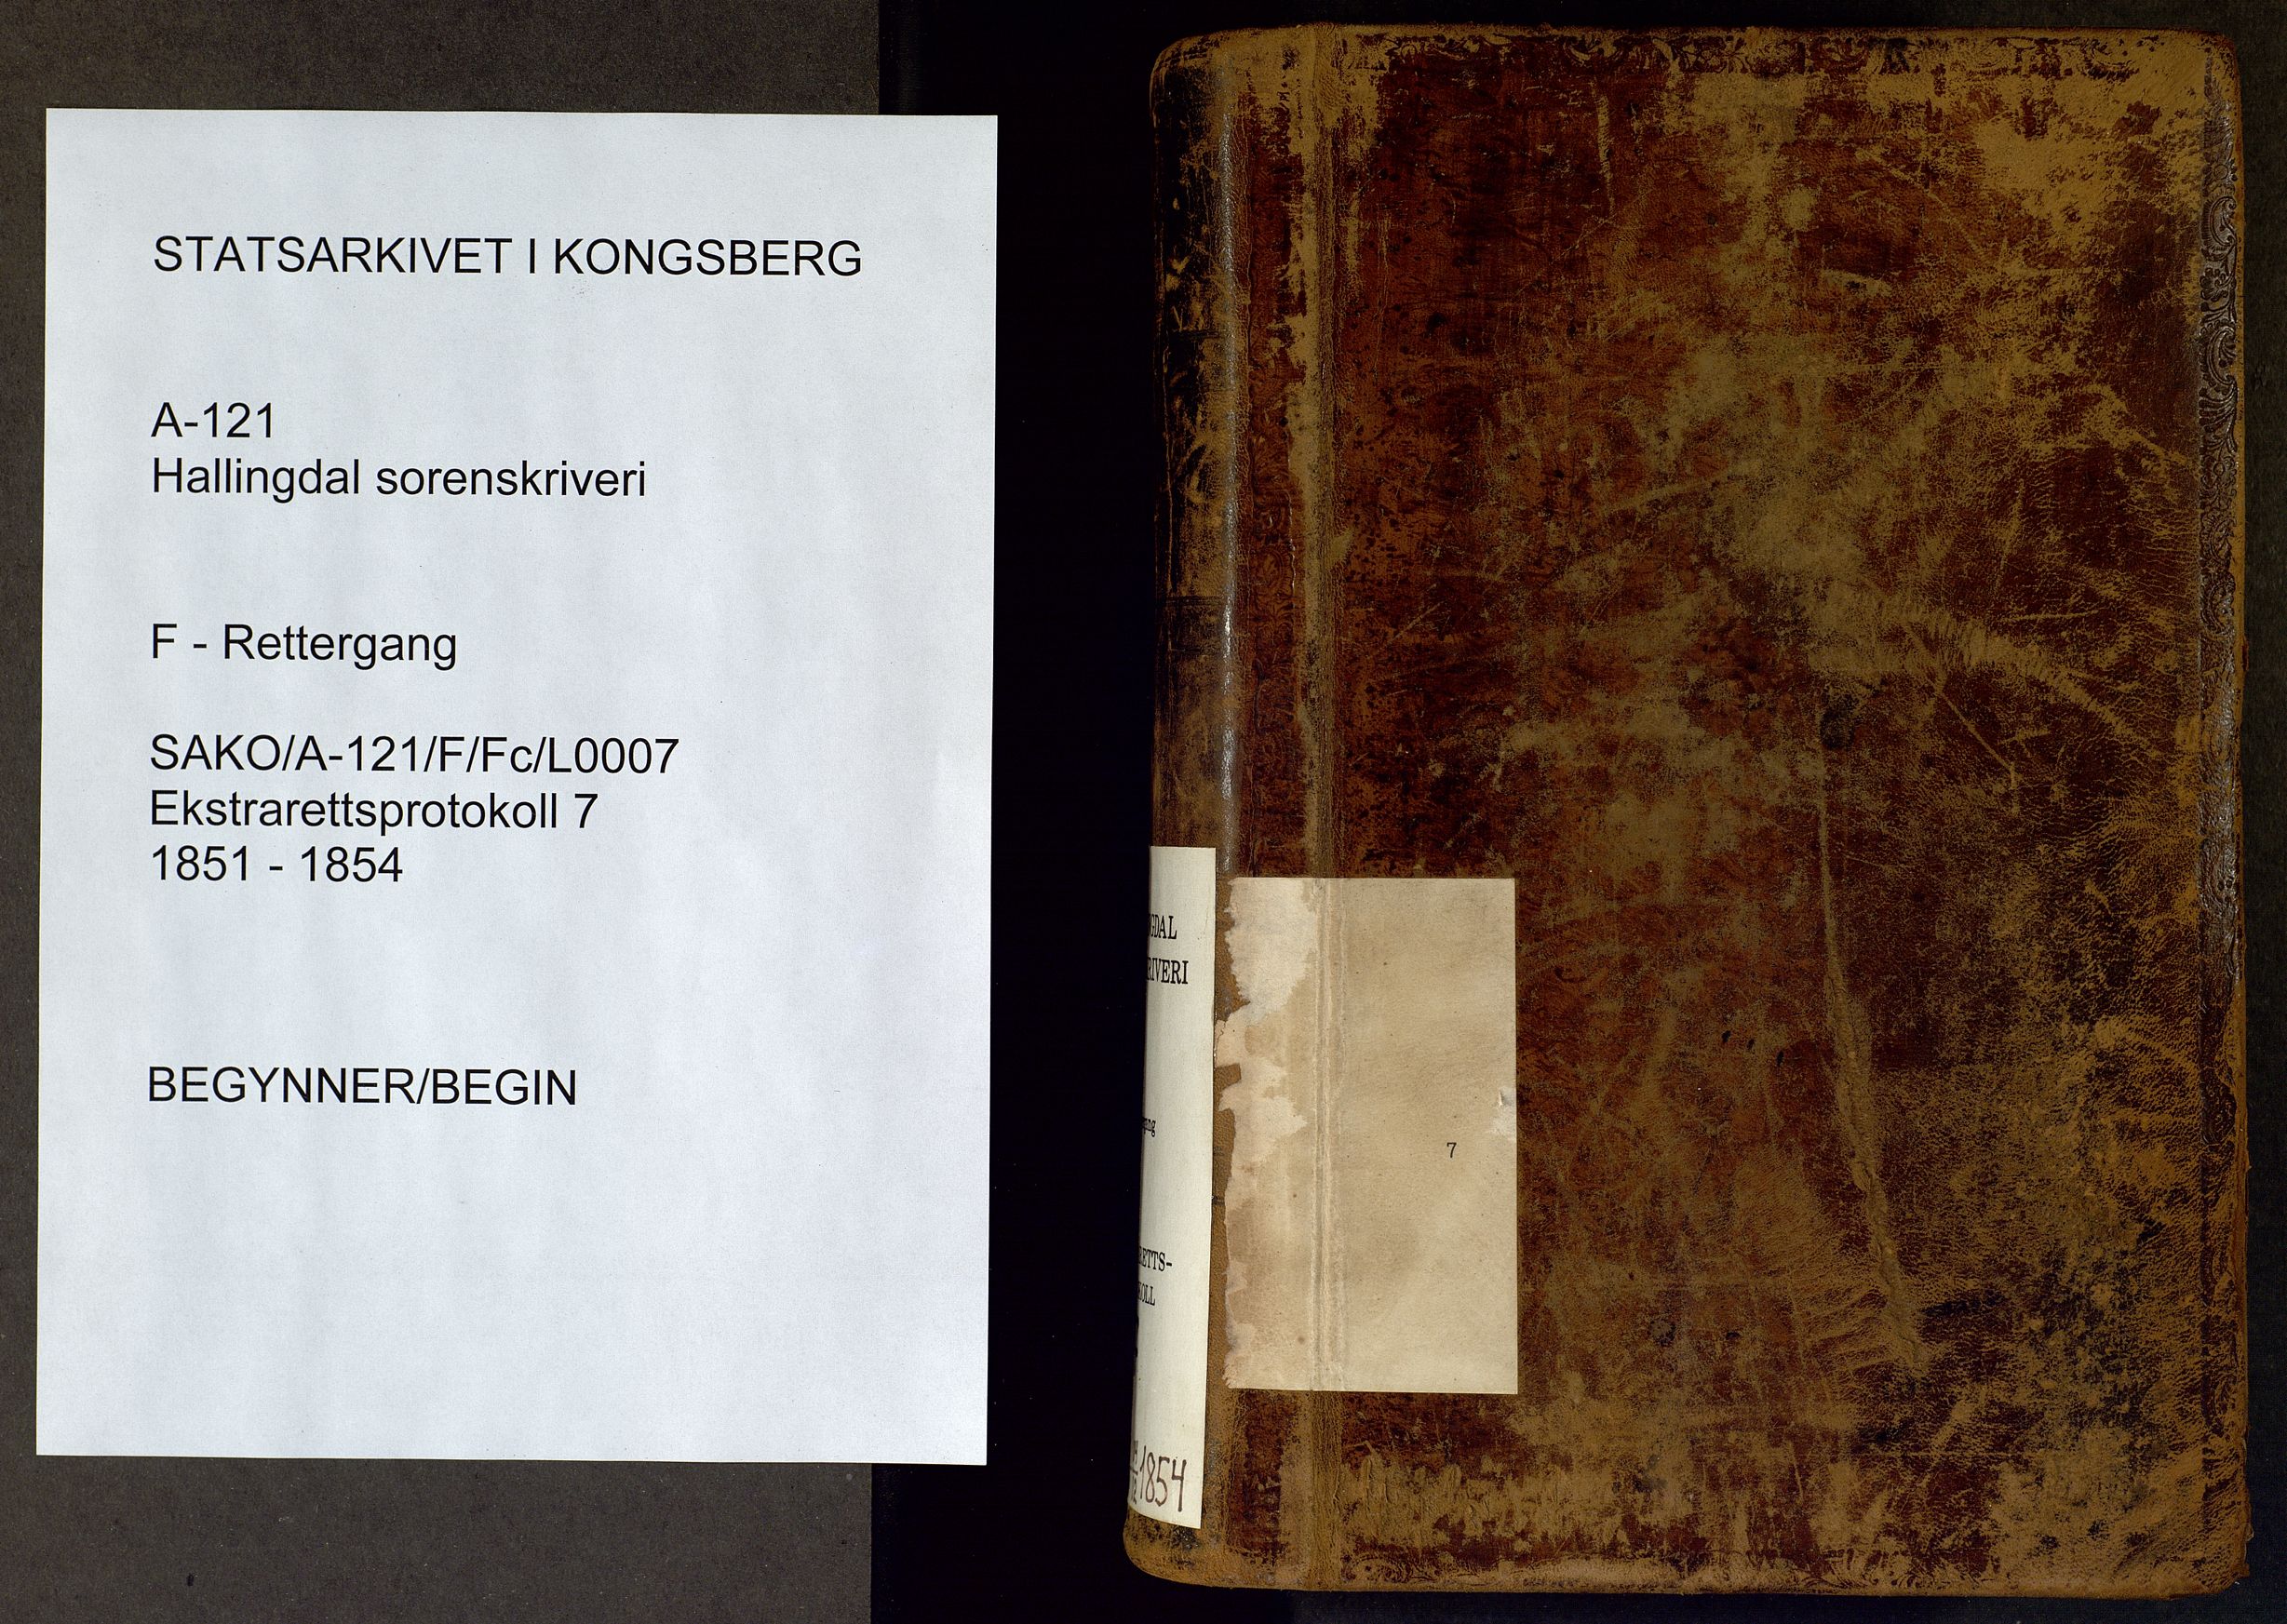 STATSARKIVET I KONGSBERG
A-121
Hallingdal sorenskriveri
F - Rettergang
SAKO/A-121/F/Fc/L0007
Ekstrarettsprotokoll 7
1851 - 1854
BEGYNNER/BEGIN
GDAL
RIVERI
gang
RETTS-
KOLL
1854
7